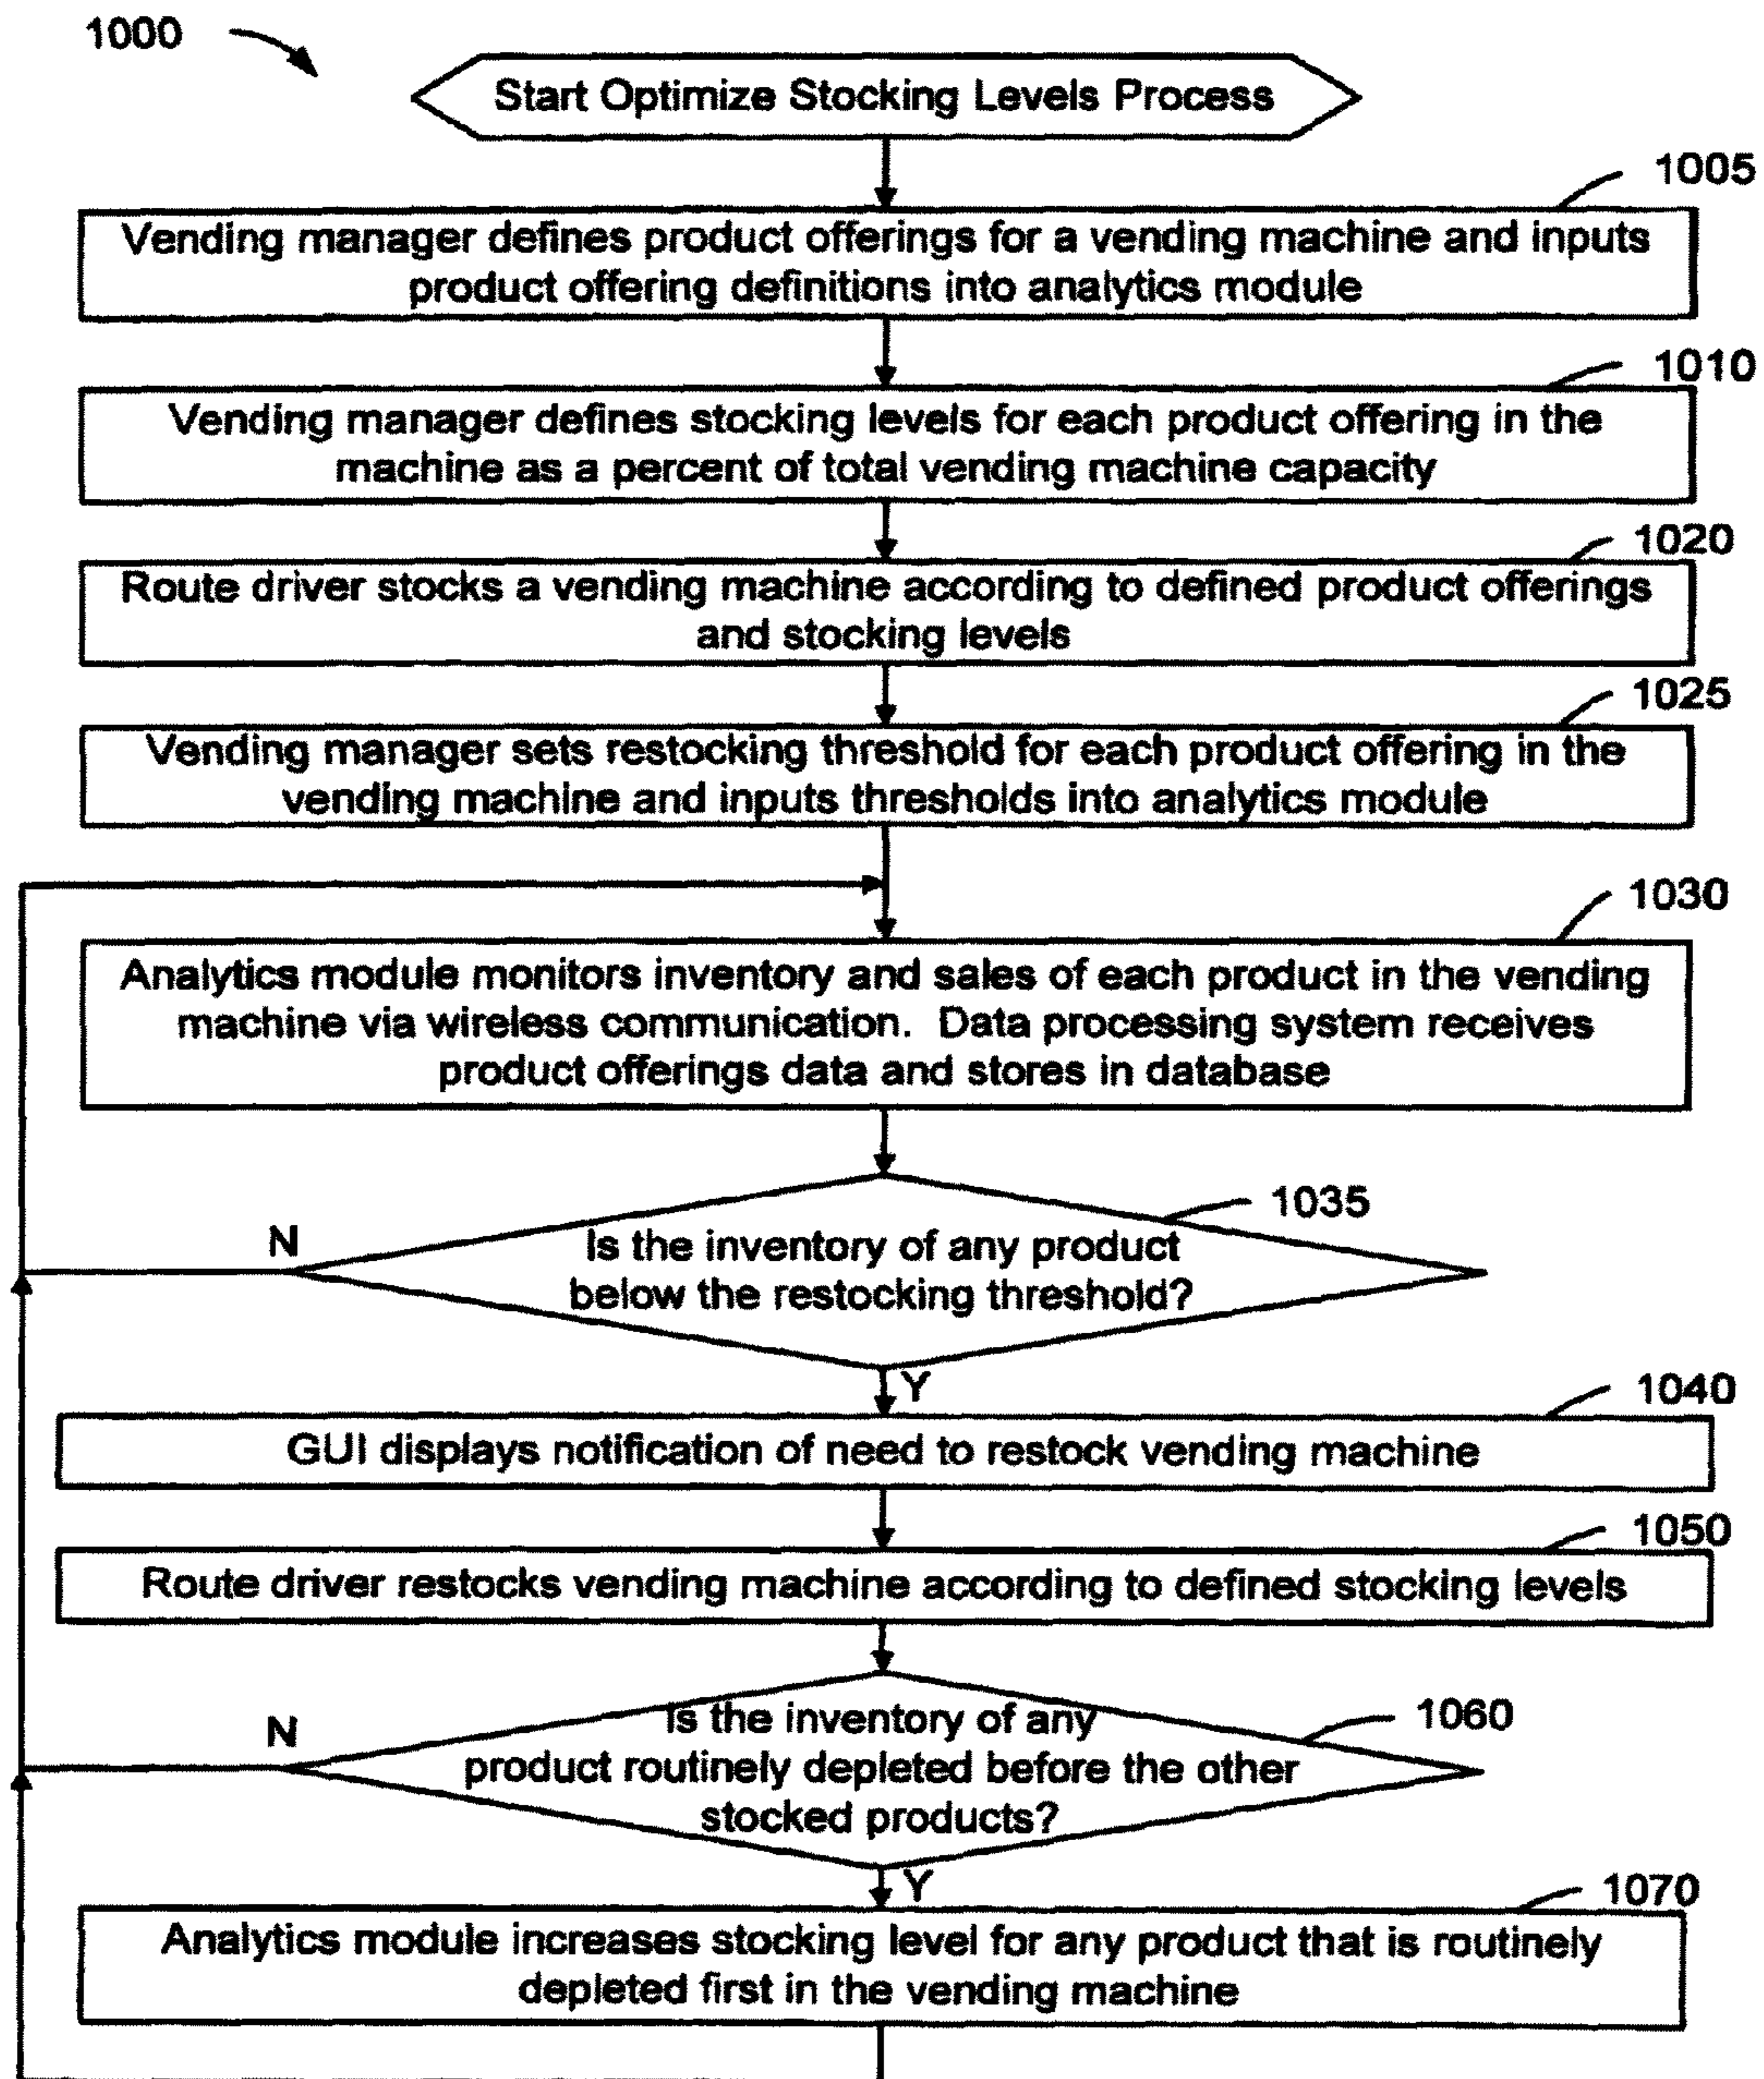 1000
Start Optimize Stocking Levels Process
1005
Vending manager defines product offerings for a vending machine and inputs
product offering definitions into analytics module
1010
Vending manager defines stocking levels for each product offering in the
machine as a percent of total vending machine capacity
1020
Route driver stocks a vending machine according to defined product offerings
and stocking levels
1025
Vending manager sets restocking threshold for each product offering in the
vending machine and inputs thresholds into analytics module
1030
Analytics module monitors inventory and sales of each product in the vending
machine via wireless communication. Data processing system receives
product offerings data and stores in database
1035
N
Is the inventory of any product
below the restocking threshold?
Y
1040
GUI displays notification of need to restock vending machine
1050
Route driver restocks vending machine according to defined stocking levels
1060
N
Is the inventory of any
product routinely depleted before the other
stocked products?
Y
1070
Analytics module increases stocking level for any product that is routinely
depleted first in the vending machine